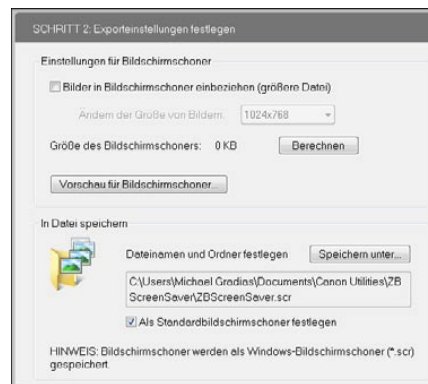 SCHRITT 2: Exporteinstellungen festlegen
Einstellungen für Bildschirmschoner
Bilder in Bildschirmschoner einbeziehen (größere Datei)
Ändern der Größe von Bildern: 1024x768
Größe des Bildschirmschoners: 0 KB Berechnen
Vorschau für Bildschirmschoner...
In Datei speichern
Dateinamen und Ordner festlegen Speichern unter...
C:\Users\Michael Gradias\Documents\Canon Utilities\ZB
ScreenSaver\ZBScreenSaver.scr
Als Standardbildschirmschoner festlegen
HINWEIS: Bildschirmschoner werden als Windows-Bildschirmschoner (*.scr)
gespeichert.